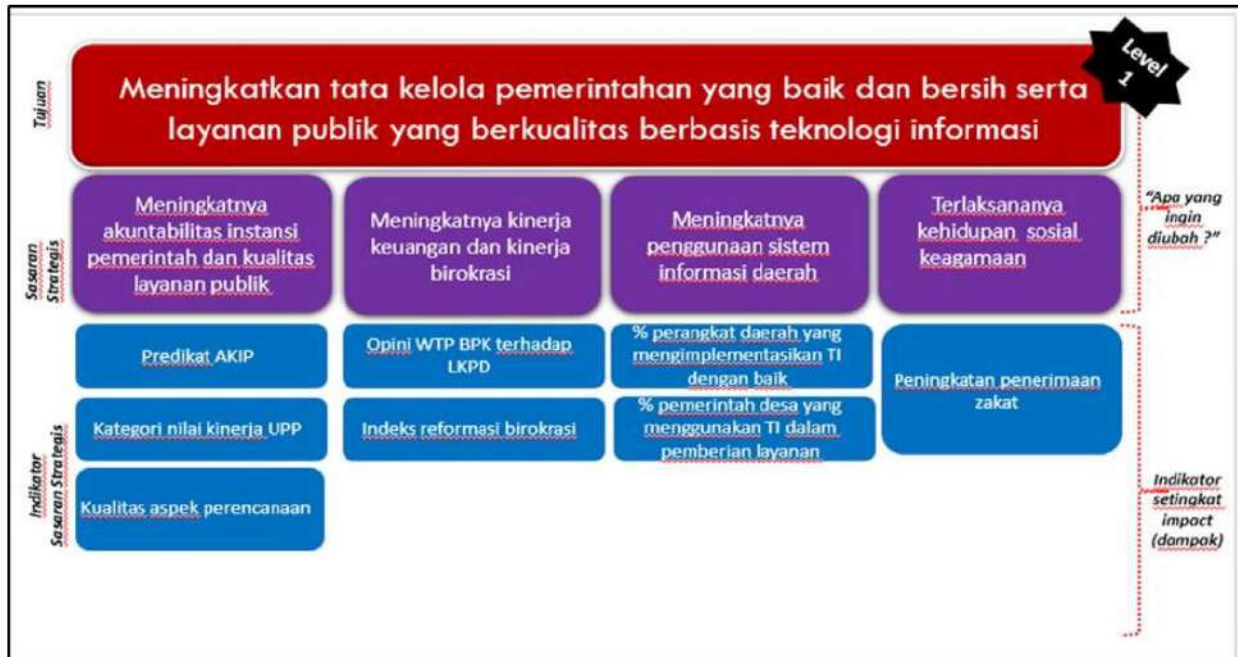 Level
1
Tujuan
Meningkatkan tata kelola pemerintahan yang baik dan bersih serta
layanan publik yang berkualitas berbasis teknologi informasi
Sasaran
Strategis
Meningkatnya
akuntabilitas instansi
pemerintah dan kualitas
layanan publik
Meningkatnya kinerja
keuangan dan kinerja
birokrasi
Meningkatnya
penggunaan sistem
informasi daerah
Terlaksananya
kehidupan sosial
keagamaan
“Apa yang
ingin
diubah ?”
Indikator
Sasaran Strategis
Predikat AKIP
Kategori nilai kinerja UPP
Kualitas aspek perencanaan
Opini WTP BPK terhadap
LKPD
Indeks reformasi birokrasi
% perangkat daerah yang
mengimplementasikan TI
dengan baik
% pemerintah desa yang
menggunakan TI dalam
pemberian layanan
Peningkatan penerimaan
zakat
Indikator
setingkat
impact
(dampak)